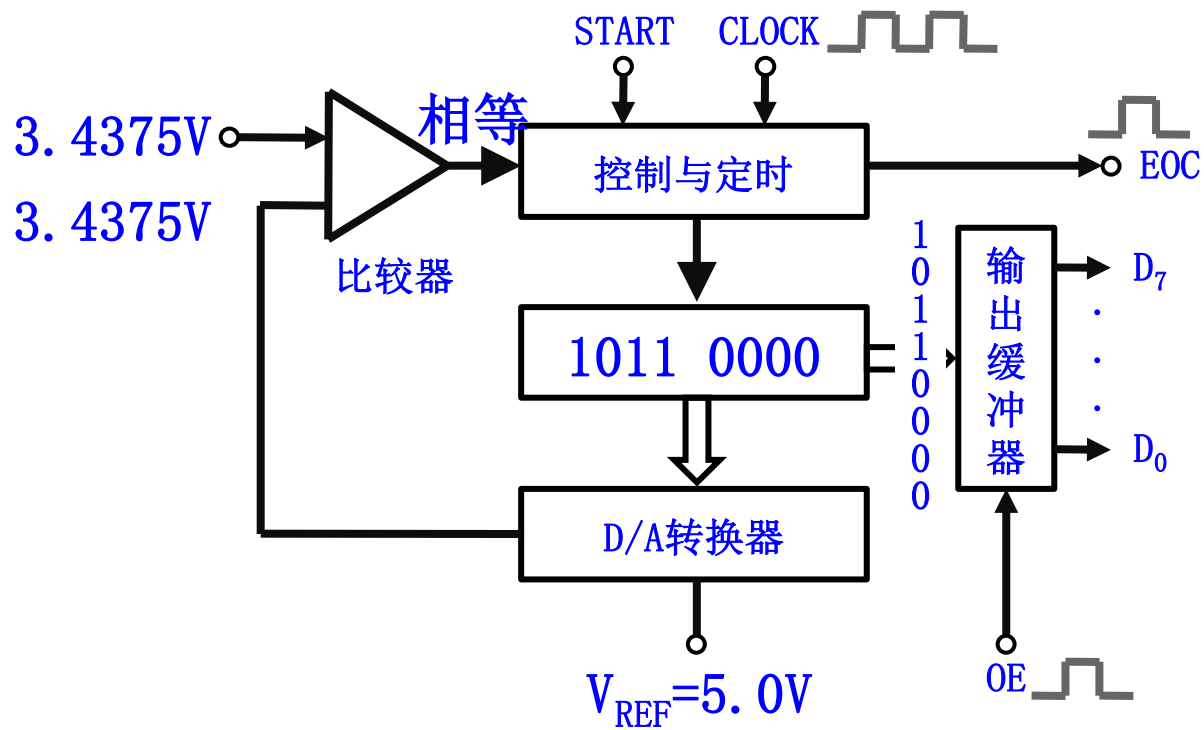 START
CLOCK
相等
3.4375V
3.4375V
比较器
控制与定时
EOC
1011 0000
1
0
1
1
0
0
0
0
输
出
缓
冲
器
D7
.
.
.
D0
D/A转换器
VREF=5.0V
OE